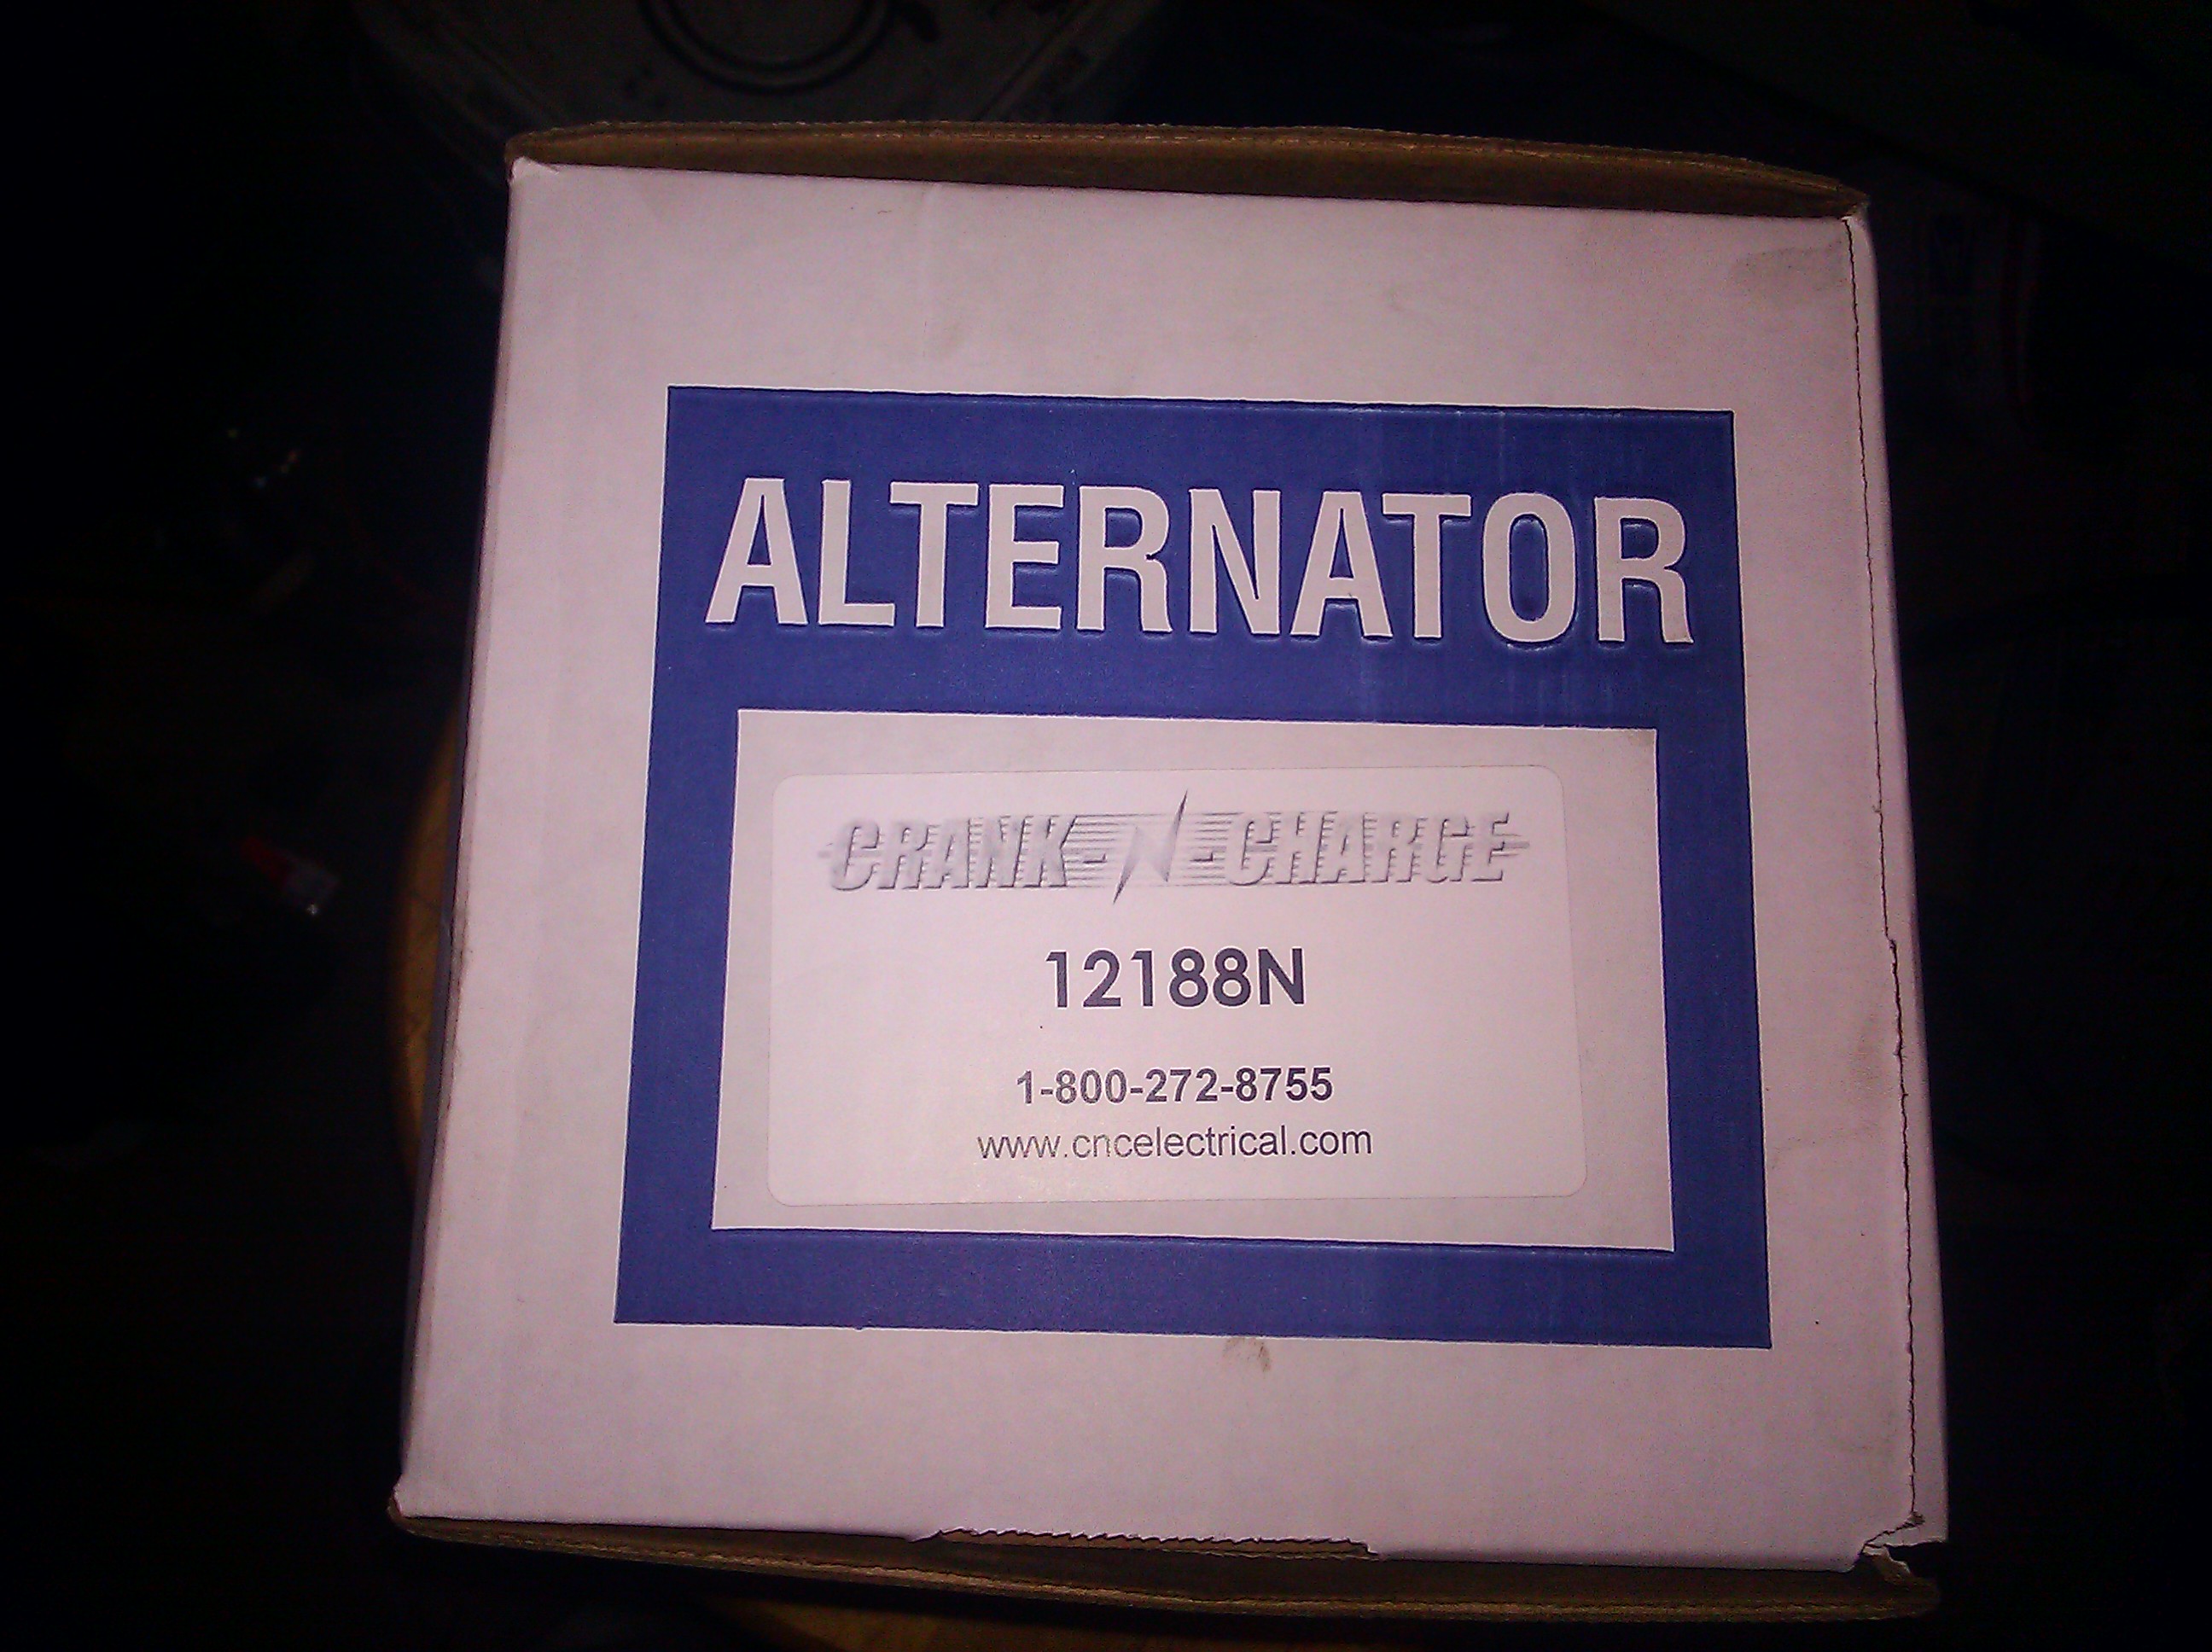 ALTERNATOR
CRANK-N-CHARGE
12188N
1-800-272-8755
www.cncelectrical.com